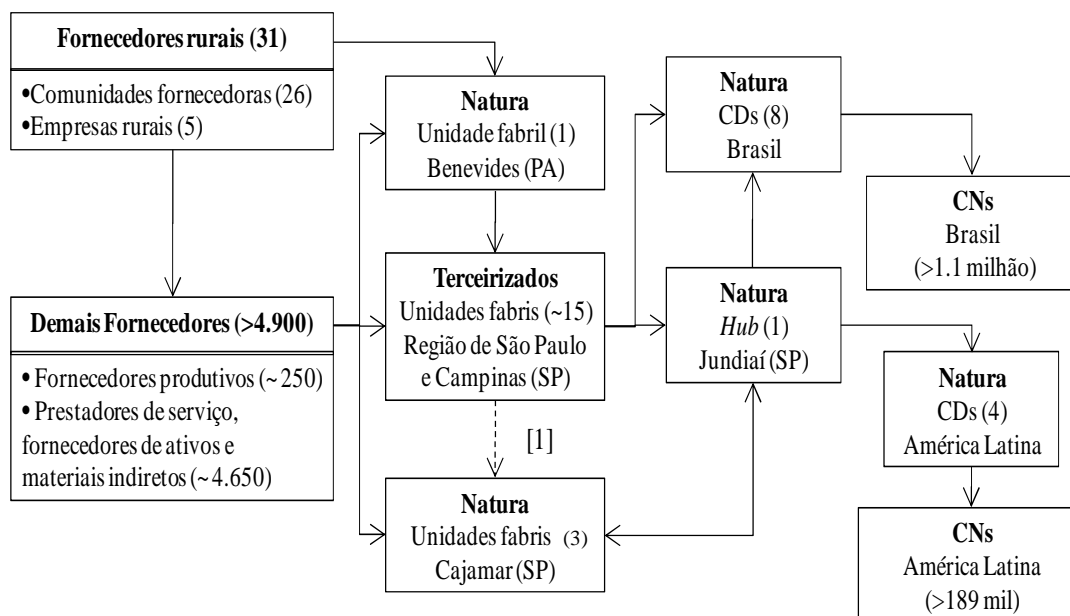 Fornecedores rurais (31)
•Comunidades fornecedoras (26)
•Empresas rurais (5)
Demais Fornecedores (>4.900)
• Fornecedores produtivos (~250)
• Prestadores de serviço,
fornecedores de ativos e
materiais indiretos (~4.650)
Natura
Unidade fabril (1)
Benevides (PA)
Terceirizados
Unidades fabris (~15)
Região de São Paulo
e Campinas (SP)
[1]
Natura
Unidades fabris (3)
Cajamar (SP)
Natura
CDs (8)
Brasil
Natura
Hub (1)
Jundiaí (SP)
CNs
Brasil
(>1.1 milhão)
Natura
CDs (4)
América Latina
CNs
América Latina
(>189 mil)